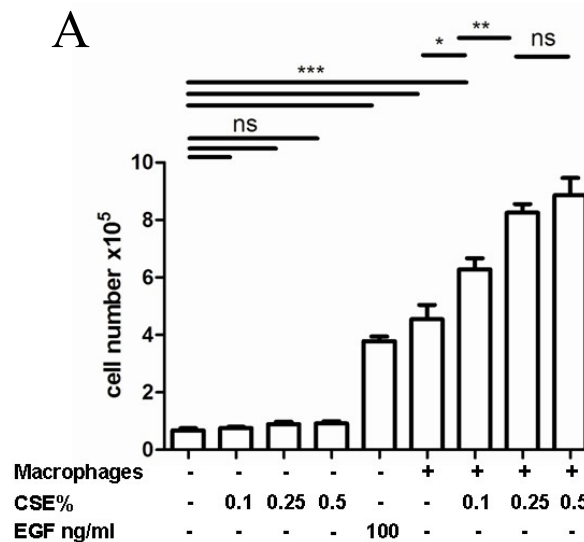 A
**
*
ns
***
ns
10
8
6
4
2
0
cell number x10⁵
Macrophages - - - - - + + + +
CSE% - 0.1 0.25 0.5 - - 0.1 0.25 0.5
EGF ng/ml - - - - 100 - - - -